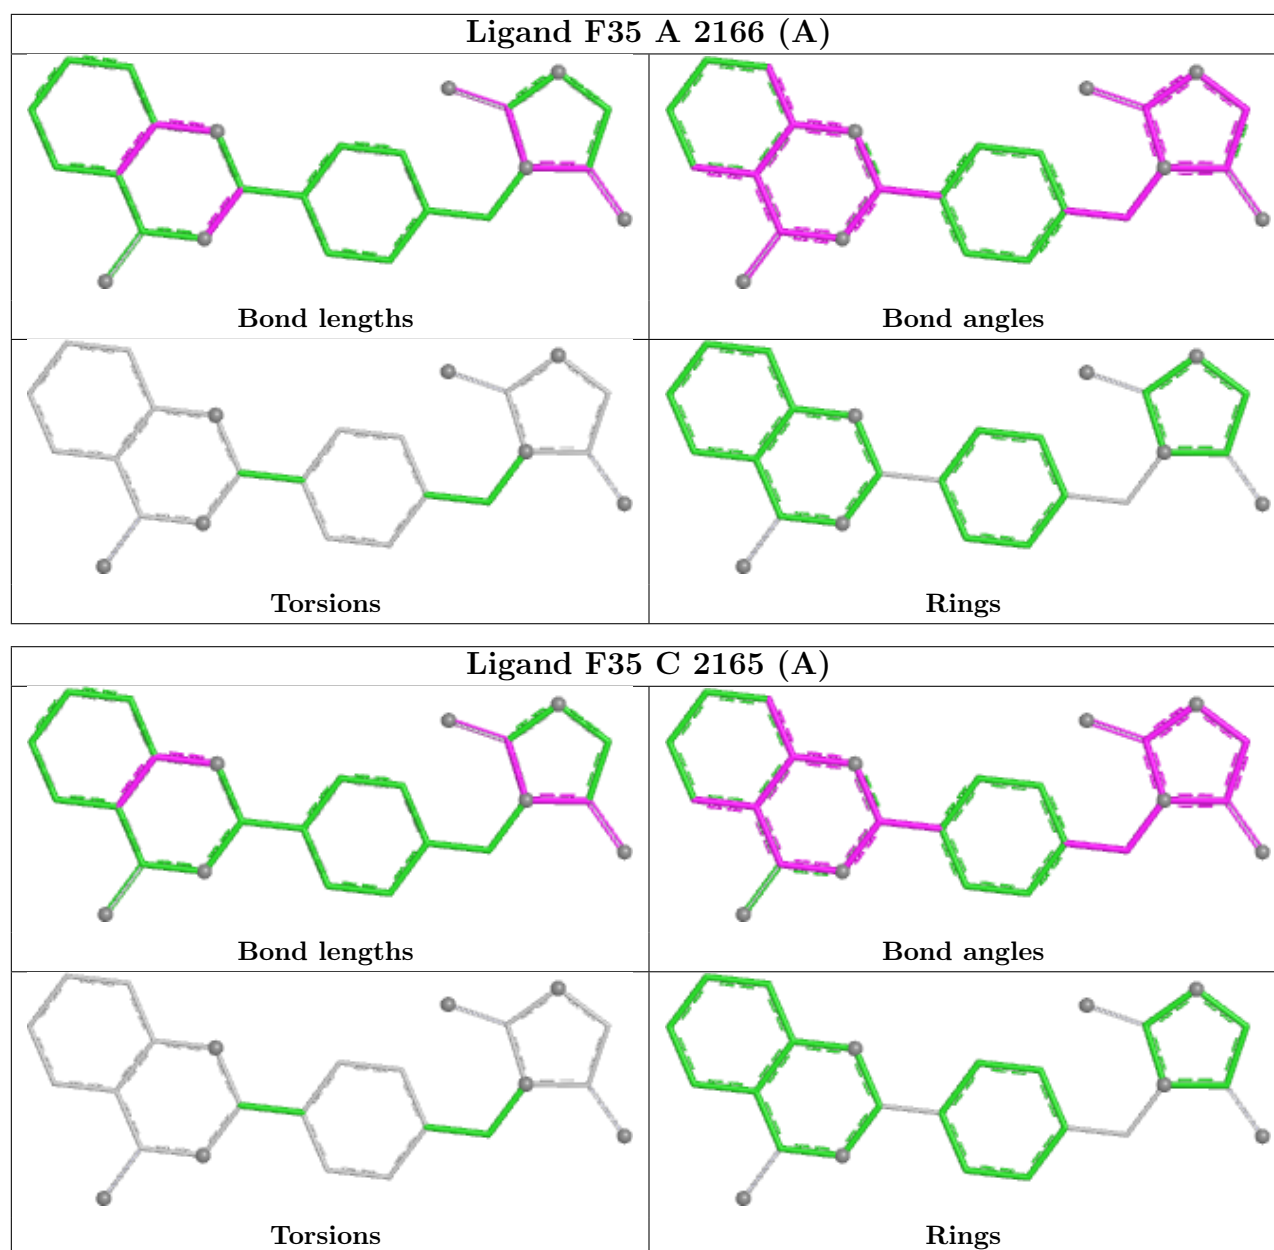 Ligand F35 A 2166 (A)
Bond lengths
Bond angles
Torsions
Rings
Ligand F35 C 2165 (A)
Bond lengths
Bond angles
Torsions
Rings